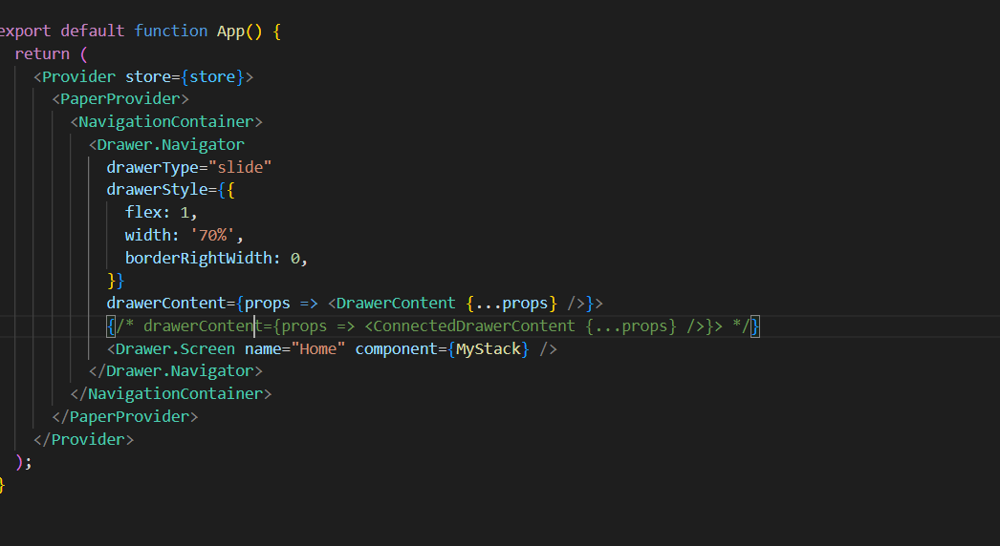 export default function App() {
return (
<Provider store={store}>
<PaperProvider>
<NavigationContainer>
<Drawer.Navigator
drawerType="slide"
drawerStyle={{
flex: 1,
width: '70%',
borderRightWidth: 0,
}}
drawerContent={props => <DrawerContent {...props} />}>
{/* drawerContent={props => <ConnectedDrawerContent {...props} />}> */}
<Drawer.Screen name="Home" component={MyStack} />
</Drawer.Navigator>
</NavigationContainer>
</PaperProvider>
</Provider>
);
}